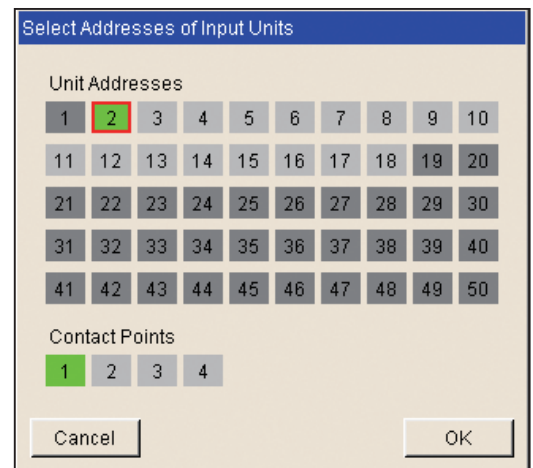 Select Addresses of Input Units
Unit Addresses
1 2 3 4 5 6 7 8 9 10
11 12 13 14 15 16 17 18 19 20
21 22 23 24 25 26 27 28 29 30
31 32 33 34 35 36 37 38 39 40
41 42 43 44 45 46 47 48 49 50
Contact Points
1 2 3 4
Cancel OK